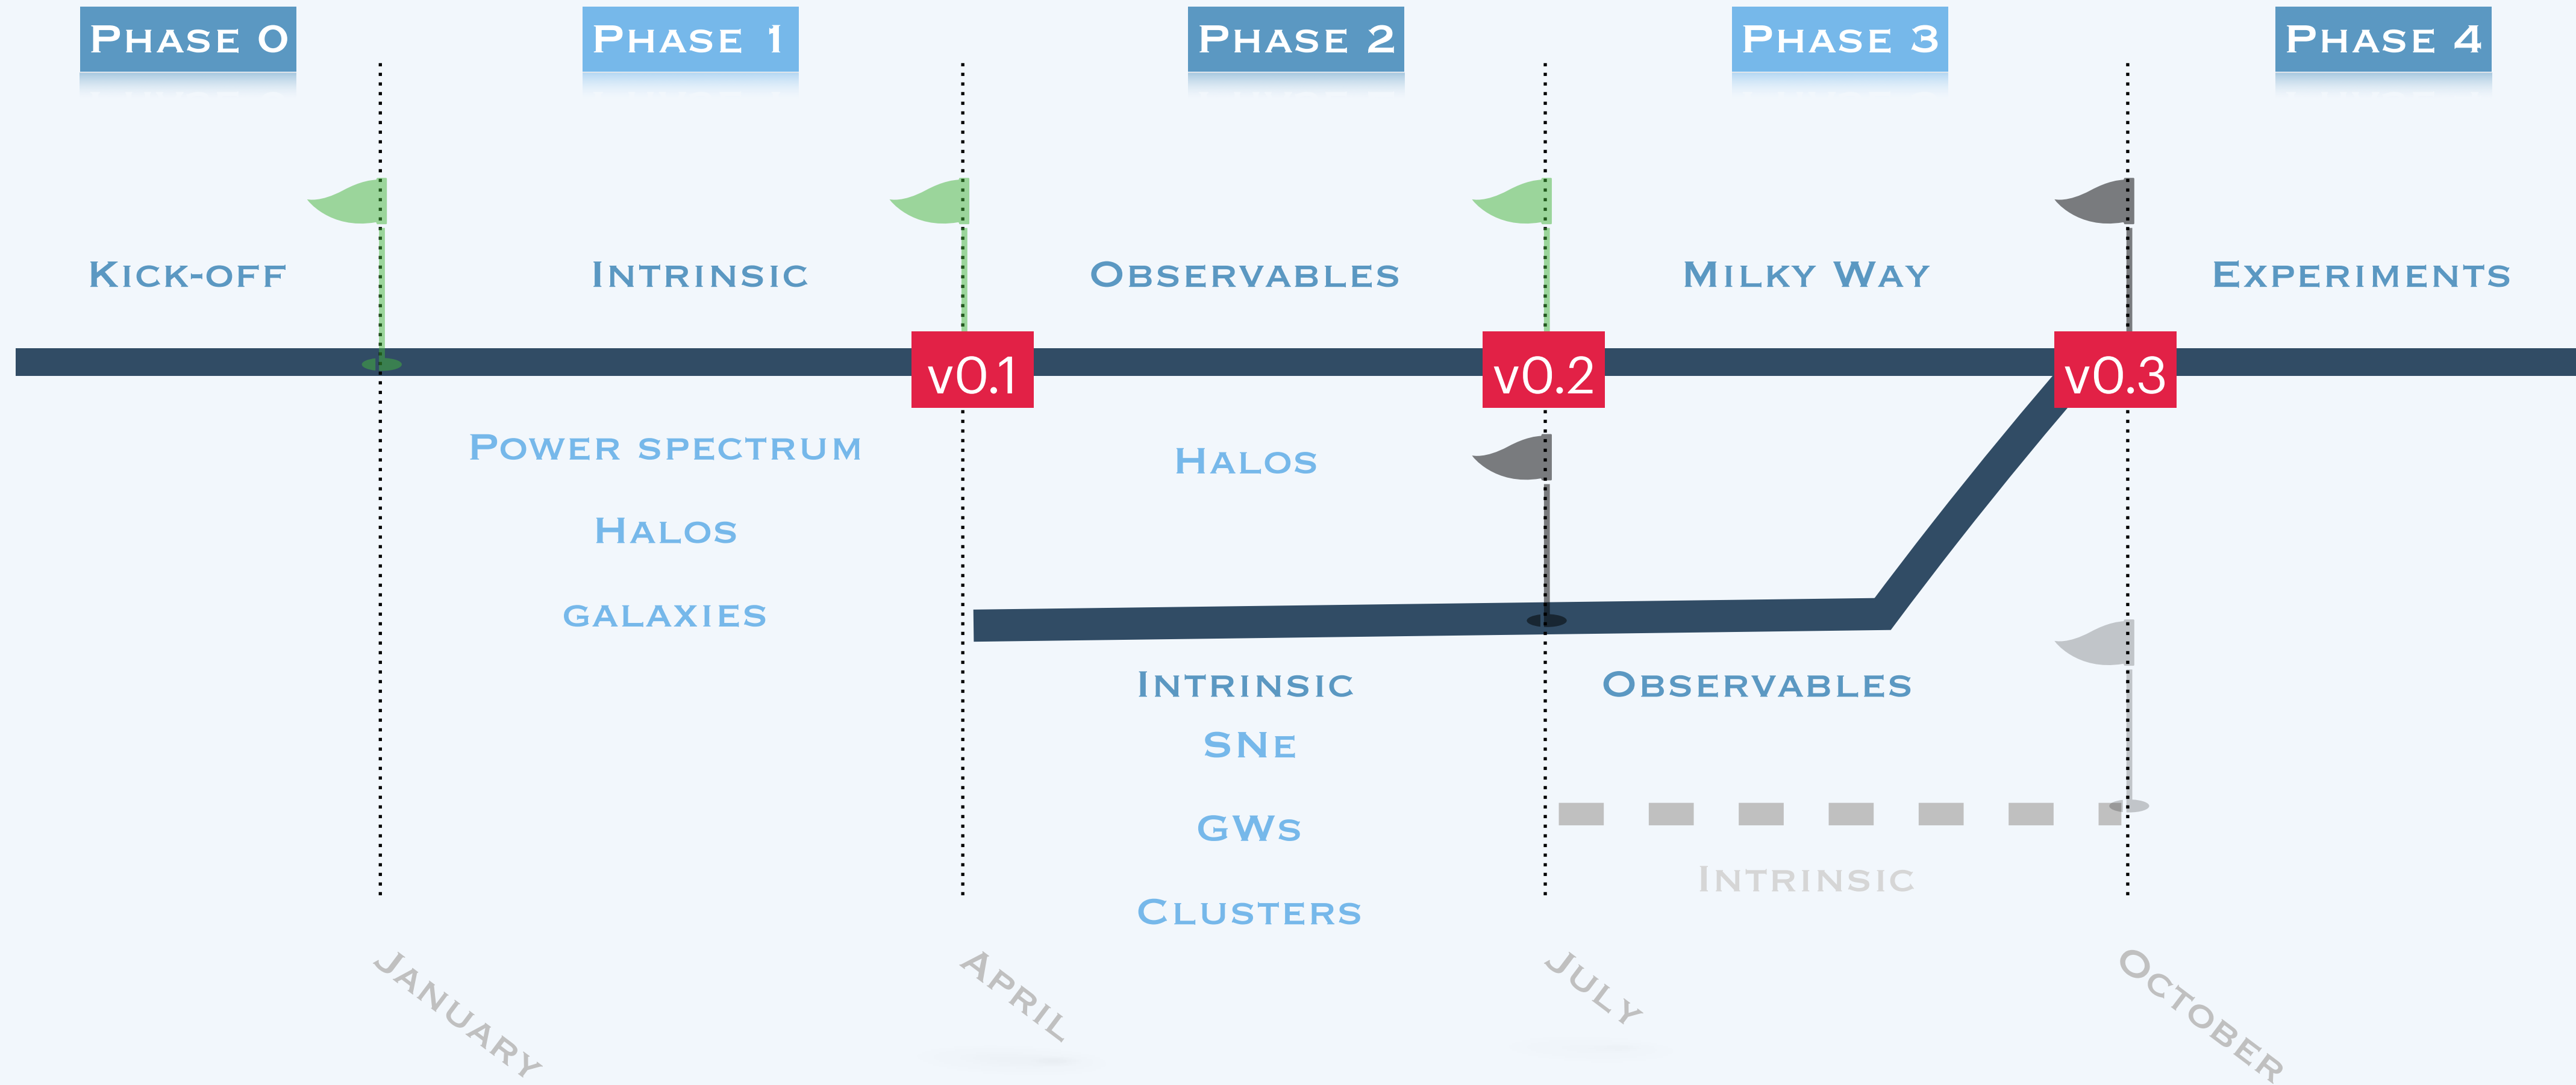 Phase 0
Phase 1
Phase 2
Phase 3
Phase 4
Kick-off
Intrinsic
Observables
Milky Way
Experiments
v0.1
v0.2
v0.3
Power spectrum
Halos
Halos
galaxies
Intrinsic
Observables
SNe
GWs
Intrinsic
Clusters
January
April
July
October